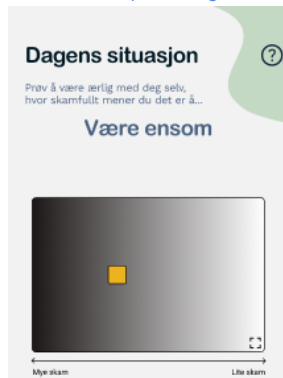 Dagens situasjon
?
Prøv å være ærlig med deg selv,
hvor skamfullt mener du det er å...
Være ensom
Mye skam
Lite skam